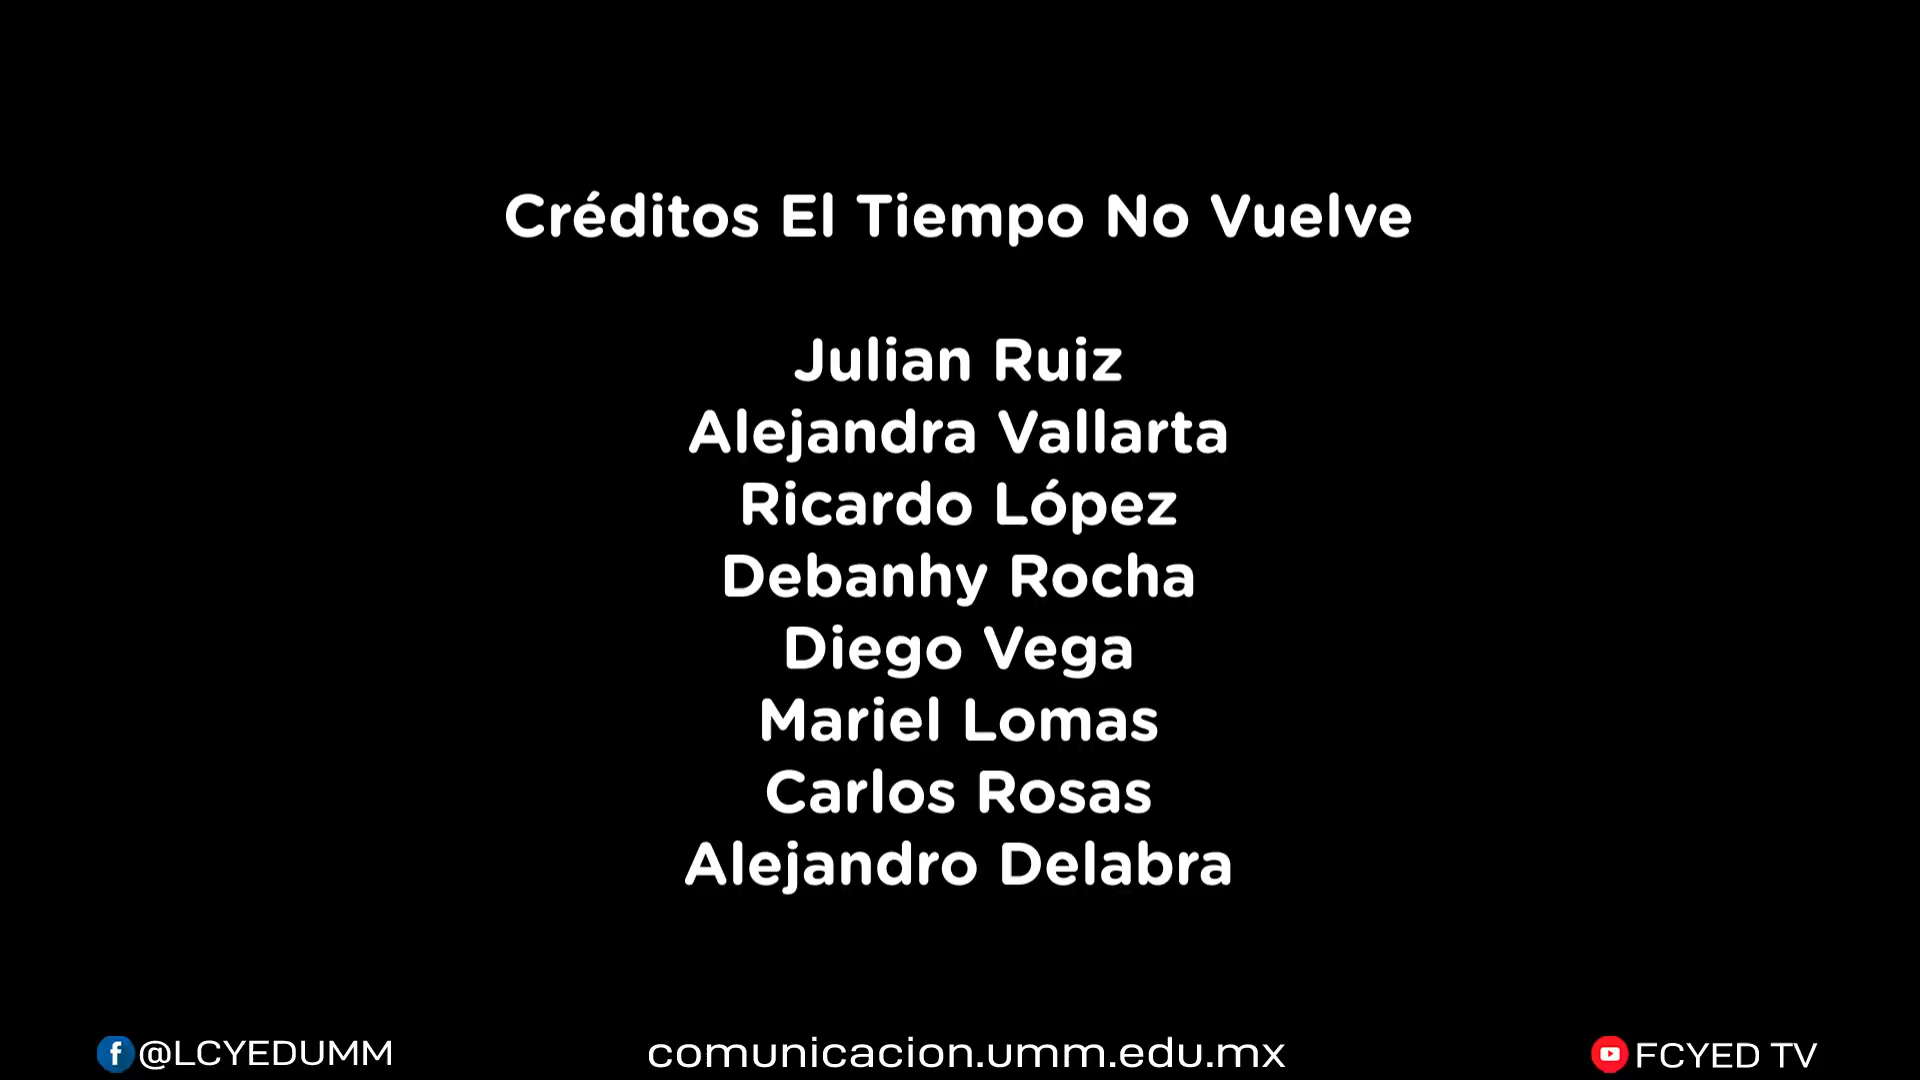 Créditos El Tiempo No Vuelve
Julian Ruiz
Alejandra Vallarta
Ricardo López
Debanhy Rocha
Diego Vega
Mariel Lomas
Carlos Rosas
Alejandro Delabra
@LCYEDUMM
comunicacion.umm.edu.mx
FCYED TV